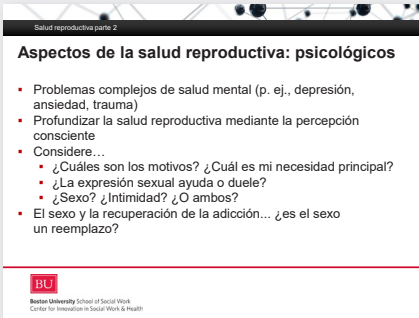 Salud reproductiva parte 2
Aspectos de la salud reproductiva: psicológicos
▪ Problemas complejos de salud mental (p. ej., depresión,
ansiedad, trauma)
▪ Profundizar la salud reproductiva mediante la percepción
consciente
▪ Considere…
▪ ¿Cuáles son los motivos? ¿Cuál es mi necesidad principal?
▪ ¿La expresión sexual ayuda o duele?
▪ ¿Sexo? ¿Intimidad? ¿O ambos?
▪ El sexo y la recuperación de la adicción... ¿es el sexo
un reemplazo?
BU
Boston University School of Social Work
Center for Innovation in Social Work & Health